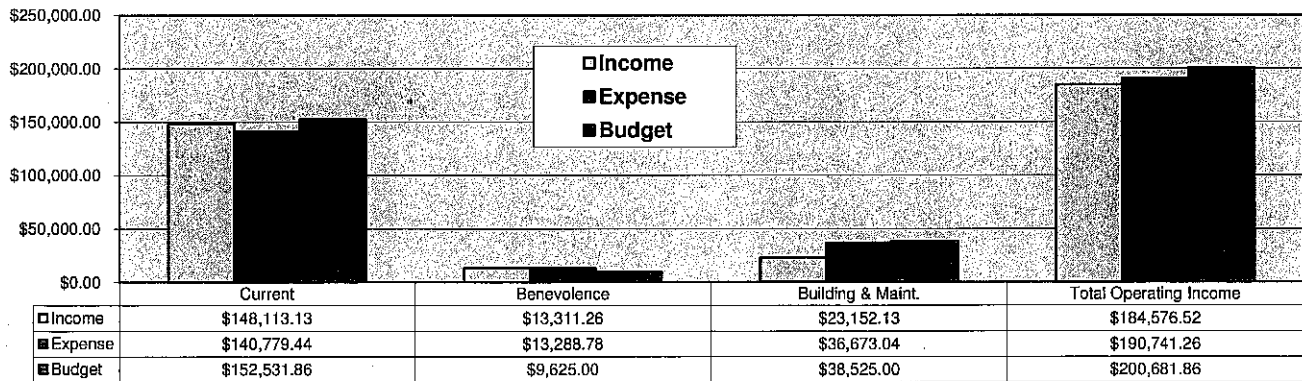 $250,000.00
$200,000.00
$150,000.00
$100,000.00
$50,000.00
$0.00
Income
Expense
Budget
Current Benevolence Building & Maint. Total Operating Income
Income $148,113.13 $13,311.26 $23,152.13 $184,576.52
Expense $140,779.44 $13,288.78 $36,673.04 $190,741.26
Budget $152,531.86 $9,625.00 $38,525.00 $200,681.86